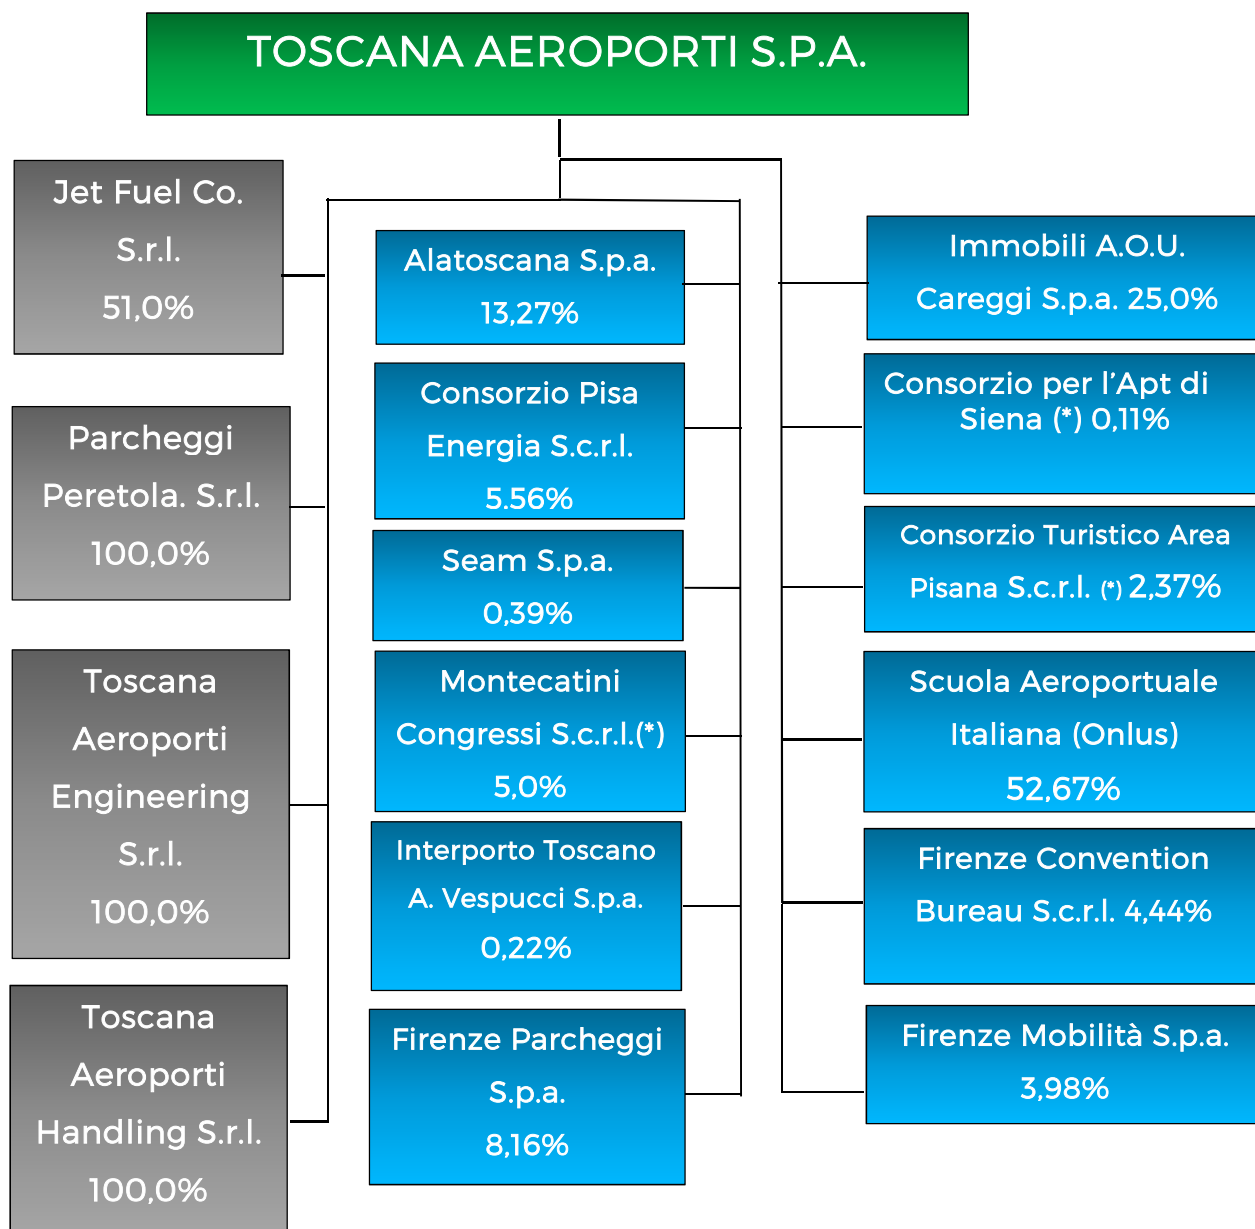 TOSCANA AEROPORTI S.P.A.
Jet Fuel Co.
S.r.l.
51,0%
Parcheggi
Peretola. S.r.l.
100,0%
Toscana
Aeroporti
Engineering
S.r.l.
100,0%
Toscana
Aeroporti
Handling S.r.l.
100,0%
Alatoscana S.p.a.
13,27%
Consorzio Pisa
Energia S.c.r.l.
5.56%
Seam S.p.a.
0,39%
Montecatini
Congressi S.c.r.l.(*)
5,0%
Interporto Toscano
A. Vespucci S.p.a.
0,22%
Firenze Parcheggi
S.p.a.
8,16%
Immobili A.O.U.
Careggi S.p.a. 25,0%
Consorzio per l’Apt di
Siena (*) 0,11%
Consorzio Turistico Area
Pisana S.c.r.l. (*) 2,37%
Scuola Aeroportuale
Italiana (Onlus)
52,67%
Firenze Convention
Bureau S.c.r.l. 4,44%
Firenze Mobilità S.p.a.
3,98%